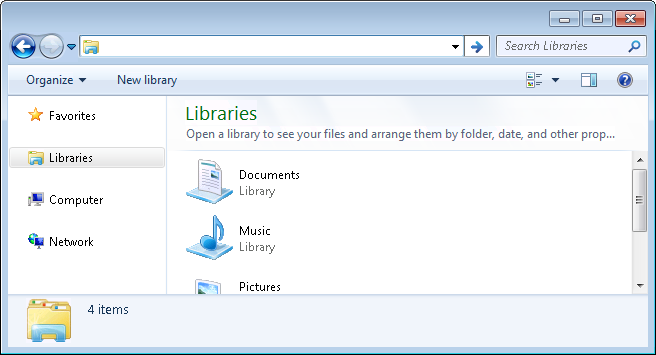 Search Libraries
Organize
New library
Favorites
Libraries
Computer
Network
Libraries
Open a library to see your files and arrange them by folder, date, and other prop...
Documents
Library
Music
Library
Pictures
4 items